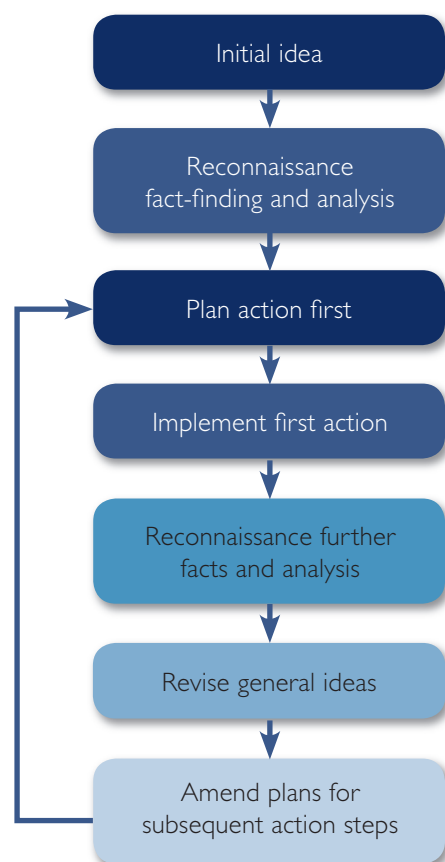 Initial idea
Reconnaissance
fact-finding and analysis
Plan action first
Implement first action
Reconnaissance further
facts and analysis
Revise general ideas
Amend plans for
subsequent action steps